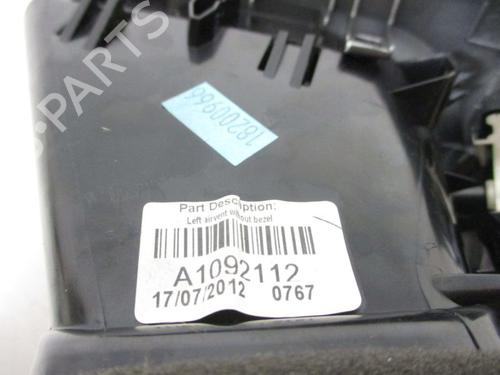 18200966
Part Description:
Left airvent without bezel
A1092112
17/07/2012 0767
B-PARTS